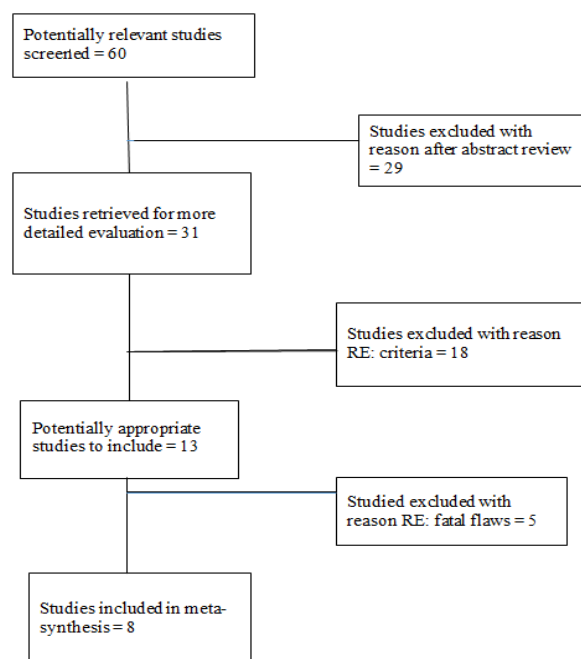 Potentially relevant studies
screened = 60
Studies excluded with
reason after abstract review
= 29
Studies retrieved for more
detailed evaluation = 31
Studies excluded with reason
RE: criteria = 18
Potentially appropriate
studies to include = 13
Studied excluded with
reason RE: fatal flaws = 5
Studies included in meta-
synthesis = 8